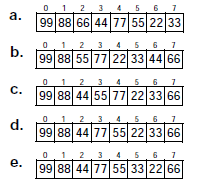 a. 0 1 2 3 4 5 6 7
99 88 66 44 77 55 22 33
b. 0 1 2 3 4 5 6 7
99 88 55 77 22 33 44 66
c. 0 1 2 3 4 5 6 7
99 88 44 55 77 22 33 66
d. 0 1 2 3 4 5 6 7
99 88 44 77 55 22 33 66
e. 0 1 2 3 4 5 6 7
99 88 44 77 55 33 22 66